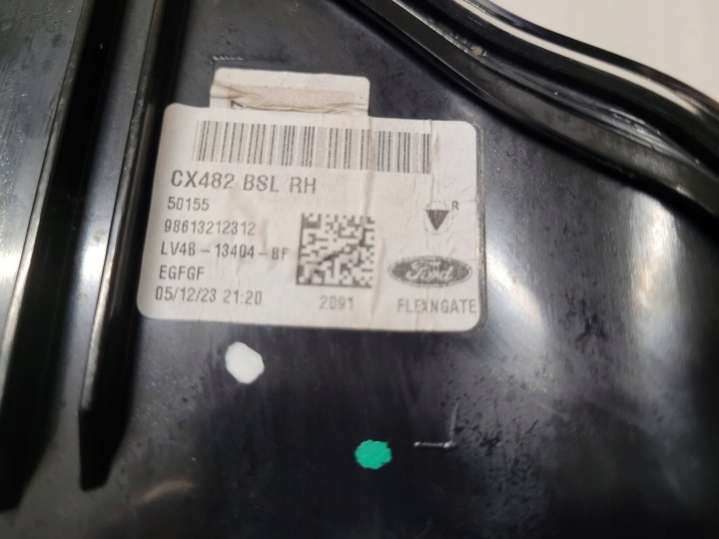 CX482 BSL RH
50155
98613212312
LV4B-13404-BF
EGFGF
05/12/23 21:20
2091
R
Ford
FLEXNGATE